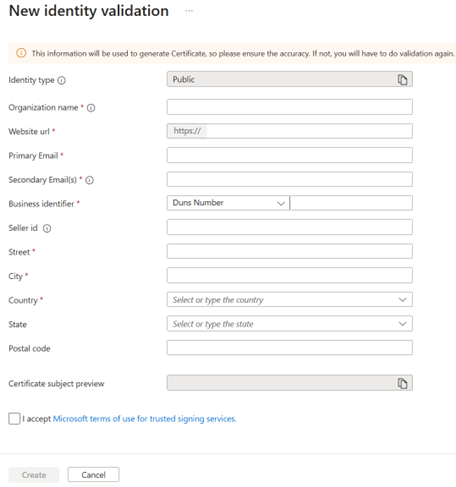 New identity validation ...
This information will be used to generate Certificate, so please ensure the accuracy. If not, you will have to do validation again.
Identity type Public
Organization name *
Website url * https://
Primary Email *
Secondary Email(s) *
Business identifier * Duns Number
Seller id
Street *
City *
Country * Select or type the country
State Select or type the state
Postal code
Certificate subject preview
I accept Microsoft terms of use for trusted signing services.
Create Cancel